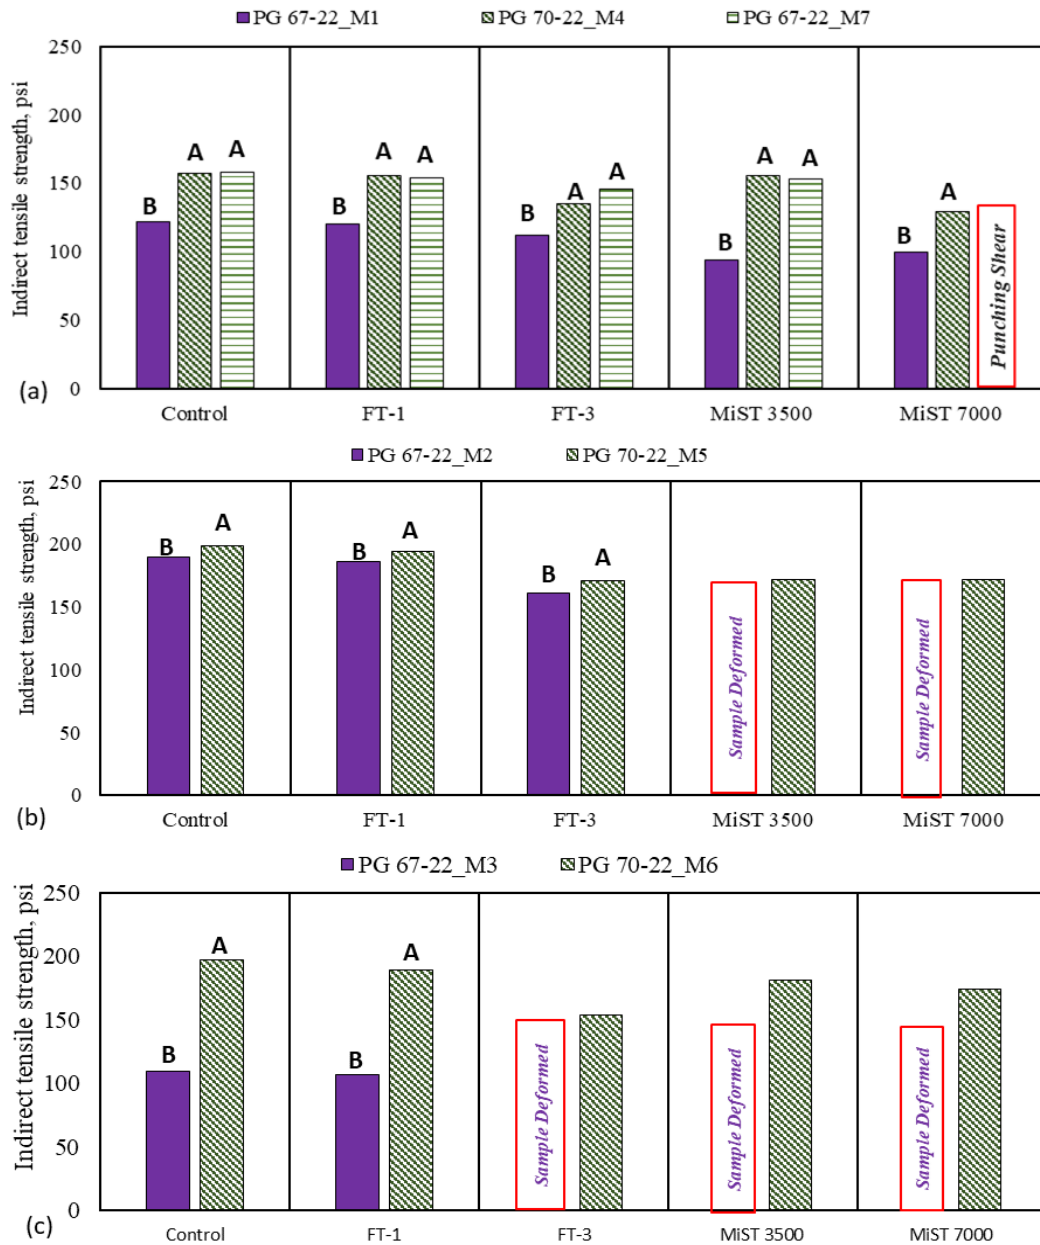 PG 67-22_M1 PG 70-22_M4 PG 67-22_M7
Indirect tensile strength, psi
250
200
150
100
50
0
B A A
B A A
B A A
B A A
B A
Punching Shear
(a)
Control FT-1 FT-3 MiST 3500 MiST 7000
PG 67-22_M2 PG 70-22_M5
Indirect tensile strength, psi
250
200
150
100
50
0
B A
B A
B A
Sample Deformed
Sample Deformed
(b)
Control FT-1 FT-3 MiST 3500 MiST 7000
PG 67-22_M3 PG 70-22_M6
Indirect tensile strength, psi
250
200
150
100
50
0
B A
B A
Sample Deformed
Sample Deformed
Sample Deformed
(c)
Control FT-1 FT-3 MiST 3500 MiST 7000